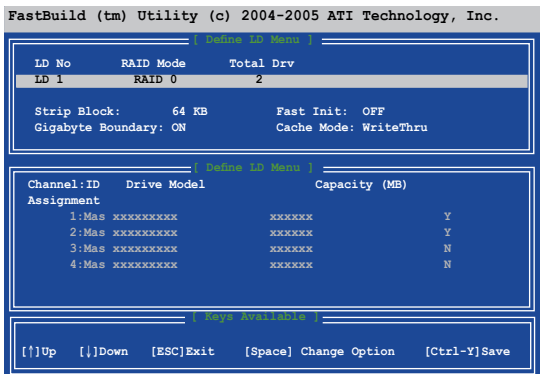 FastBuild (tm) Utility (c) 2004-2005 ATI Technology, Inc.
[ Define LD Menu ]
LD No RAID Mode Total Drv
LD 1 RAID 0 2
Strip Block: 64 KB Fast Init: OFF
Gigabyte Boundary: ON Cache Mode: WriteThru
[ Define LD Menu ]
Channel:ID Drive Model Capacity (MB)
Assignment
1:Mas xxxxxxxxx xxxxxx Y
2:Mas xxxxxxxxx xxxxxx Y
3:Mas xxxxxxxxx xxxxxx N
4:Mas xxxxxxxxx xxxxxx N
[ Keys Available ]
[↑]Up [↓]Down [ESC]Exit [Space] Change Option [Ctrl-Y]Save